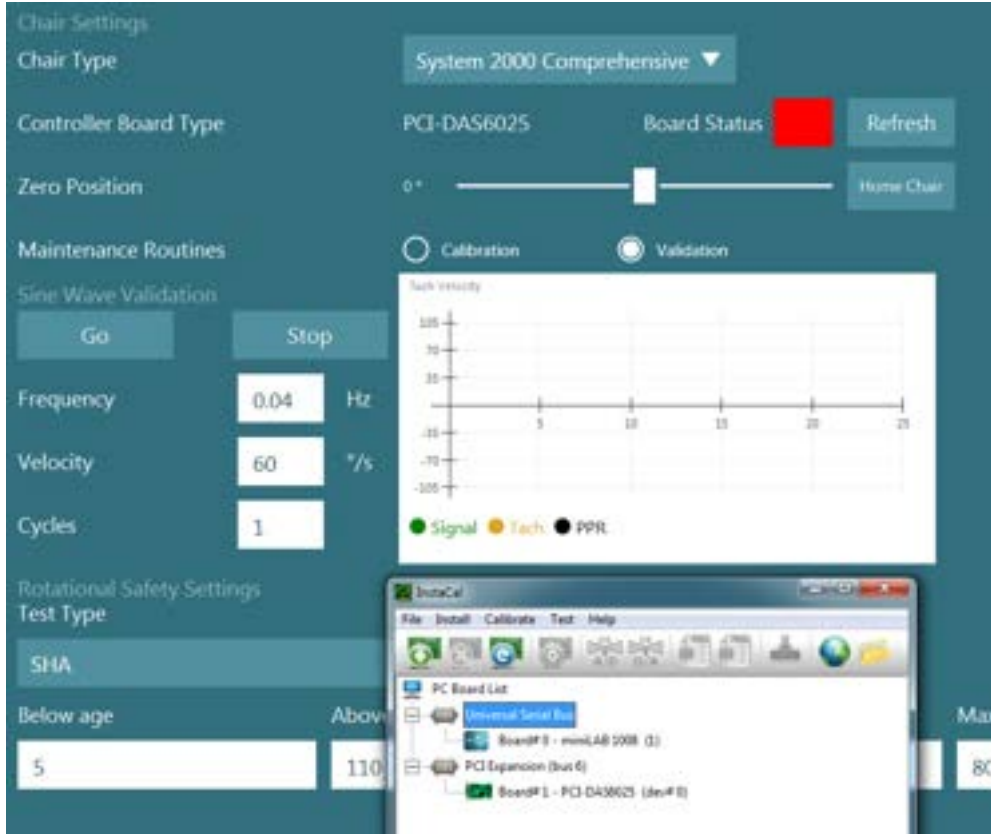 Chair Settings
Chair Type
System 2000 Comprehensive
Controller Board Type
PCI-DAS6025
Board Status
Refresh
Zero Position
0°
Home Chair
Maintenance Routines
Calibration
Validation
Sine Wave Validation
Go
Stop
Tach Velocity
105
70
35
-35
-70
-105
5
10
15
20
25
Signal
Tach
PPR
Frequency
0.04
Hz
Velocity
60
°/s
Cycles
1
Rotational Safety Settings
Test Type
SHA
Below age
Above
Max
5
110
80
InstaCal
File Install Calibrate Test Help
PC Board List
Universal Serial Bus
Board# 0 - miniLAB 1008 (1)
PCI Expansion (bus 6)
Board# 1 - PCI-DAS6025 (dev# 0)